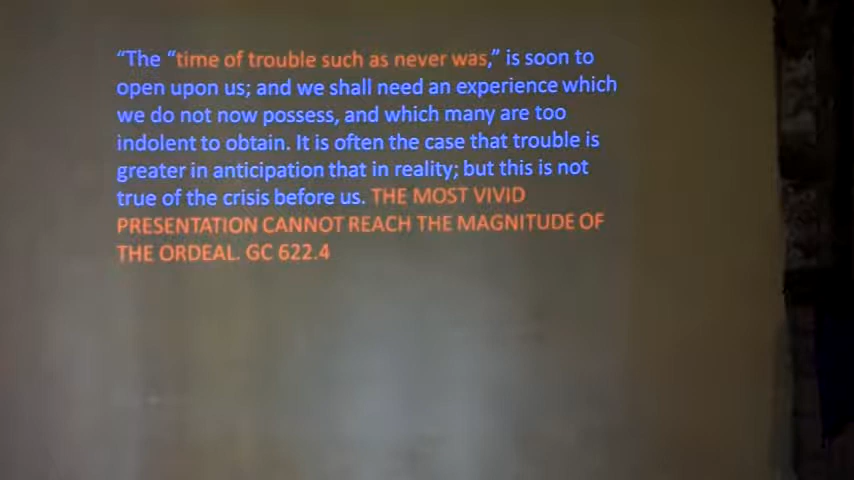 “The “time of trouble such as never was,” is soon to
open upon us; and we shall need an experience which
we do not now possess, and which many are too
indolent to obtain. It is often the case that trouble is
greater in anticipation that in reality; but this is not
true of the crisis before us. THE MOST VIVID
PRESENTATION CANNOT REACH THE MAGNITUDE OF
THE ORDEAL. GC 622.4